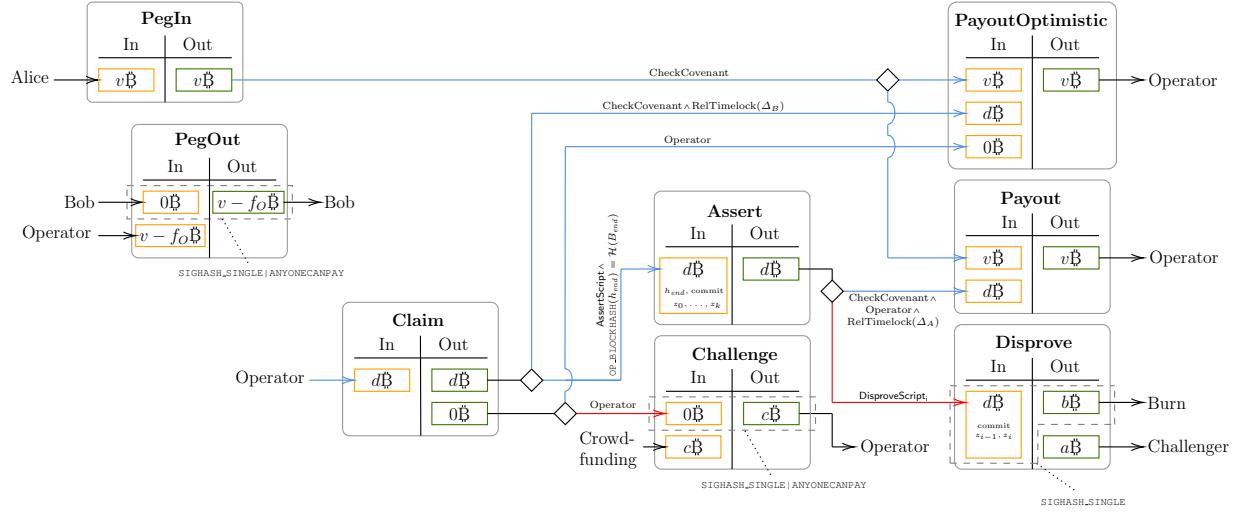 PegIn
In Out
Alice
v₿ v₿
PegOut
In Out
Bob
0₿ v − f_O₿
Bob
Operator
v − f_O₿
SIGHASH_SINGLE|ANYONECANPAY
Claim
In Out
Operator
d₿ d₿
0₿
CheckCovenant
CheckCovenant ∧ RelTimelock(Δ_B)
Operator
AssertScript∧
OP_BLOCKHASH(h_end) = H(B_end)
Assert
In Out
d₿ d₿
h_end, commit
z_0, . . . , z_k
Challenge
In Out
Operator
0₿ c₿
Crowd-
funding
c₿
Operator
SIGHASH_SINGLE|ANYONECANPAY
PayoutOptimistic
In Out
v₿ v₿
Operator
d₿
0₿
Payout
In Out
v₿ v₿
Operator
d₿
CheckCovenant∧
Operator∧
RelTimelock(Δ_A)
Disprove
In Out
DisproveScript_i
d₿ b₿
Burn
commit
z_{i−1}, z_i
a₿
Challenger
SIGHASH_SINGLE